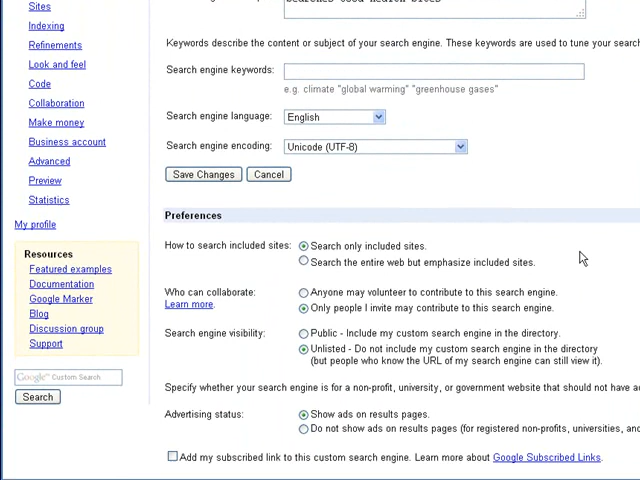 Sites
Indexing
Refinements
Look and feel
Code
Collaboration
Make money
Business account
Advanced
Preview
Statistics
My profile
Resources
Featured examples
Documentation
Google Marker
Blog
Discussion group
Support
Google™ Custom Search
Search
Keywords describe the content or subject of your search engine. These keywords are used to tune your search
Search engine keywords:
e.g. climate "global warming" "greenhouse gases"
Search engine language: English
Search engine encoding: Unicode (UTF-8)
Save Changes Cancel
Preferences
How to search included sites: Search only included sites.
Search the entire web but emphasize included sites.
Who can collaborate: Anyone may volunteer to contribute to this search engine.
Learn more. Only people I invite may contribute to this search engine.
Search engine visibility: Public - Include my custom search engine in the directory.
Unlisted - Do not include my custom search engine in the directory
(but people who know the URL of my search engine can still view it).
Specify whether your search engine is for a non-profit, university, or government website that should not have
Advertising status: Show ads on results pages.
Do not show ads on results pages (for registered non-profits, universities,
Add my subscribed link to this custom search engine. Learn more about Google Subscribed Links.